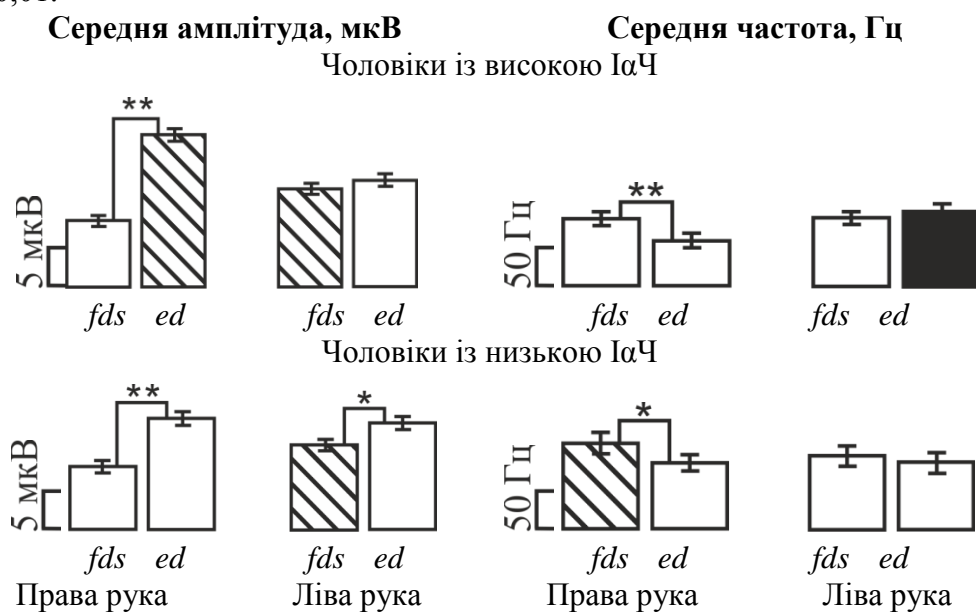 0,01.
Середня амплітуда, мкВ Середня частота, Гц
Чоловіки із високою ІαЧ
** **
5 мкВ 50 Гц
fds ed fds ed fds ed fds ed
Чоловіки із низькою ІαЧ
** * *
5 мкВ 50 Гц
fds ed fds ed fds ed fds ed
Права рука Ліва рука Права рука Ліва рука